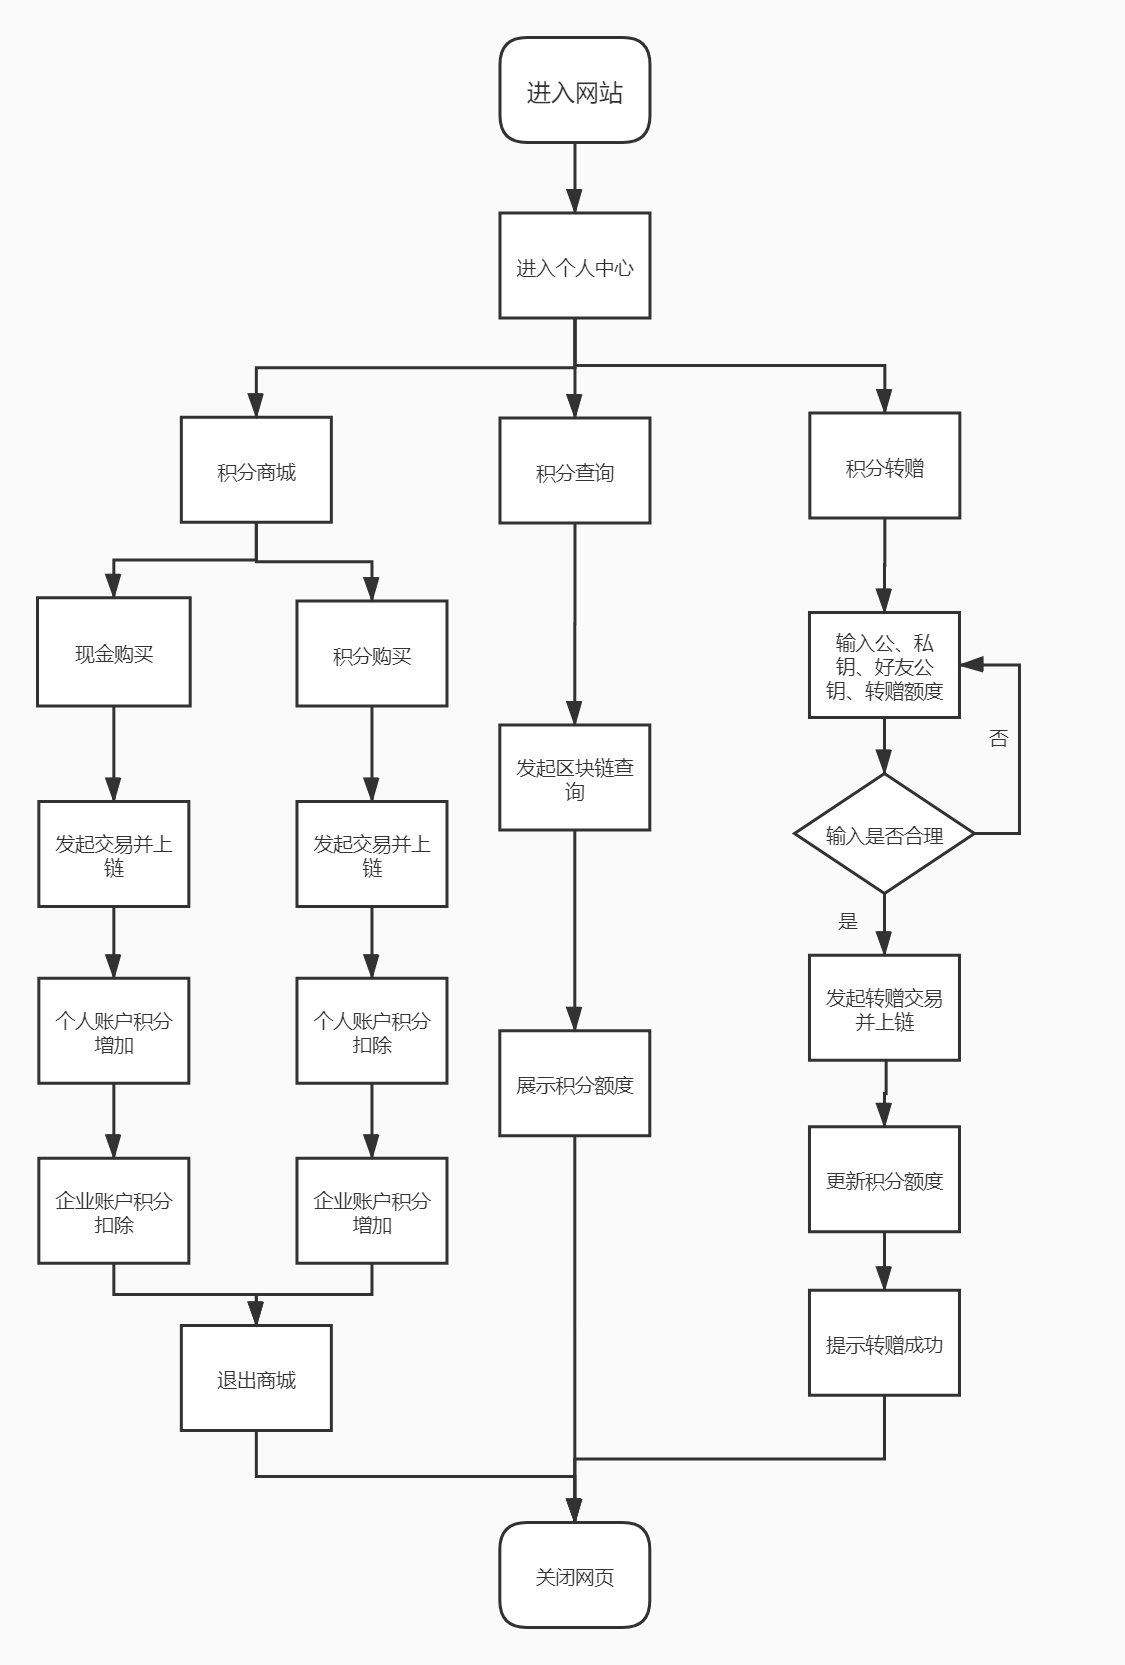 进入网站
进入个人中心
积分商城
积分查询
积分转赠
现金购买
积分购买
输入公、私
钥、好友公
钥、转赠额度
否
发起区块链查
询
发起交易并上
链
发起交易并上
链
输入是否合理
是
个人账户积分
增加
个人账户积分
扣除
展示积分额度
发起转赠交易
并上链
企业账户积分
扣除
企业账户积分
增加
更新积分额度
退出商城
提示转赠成功
关闭网页